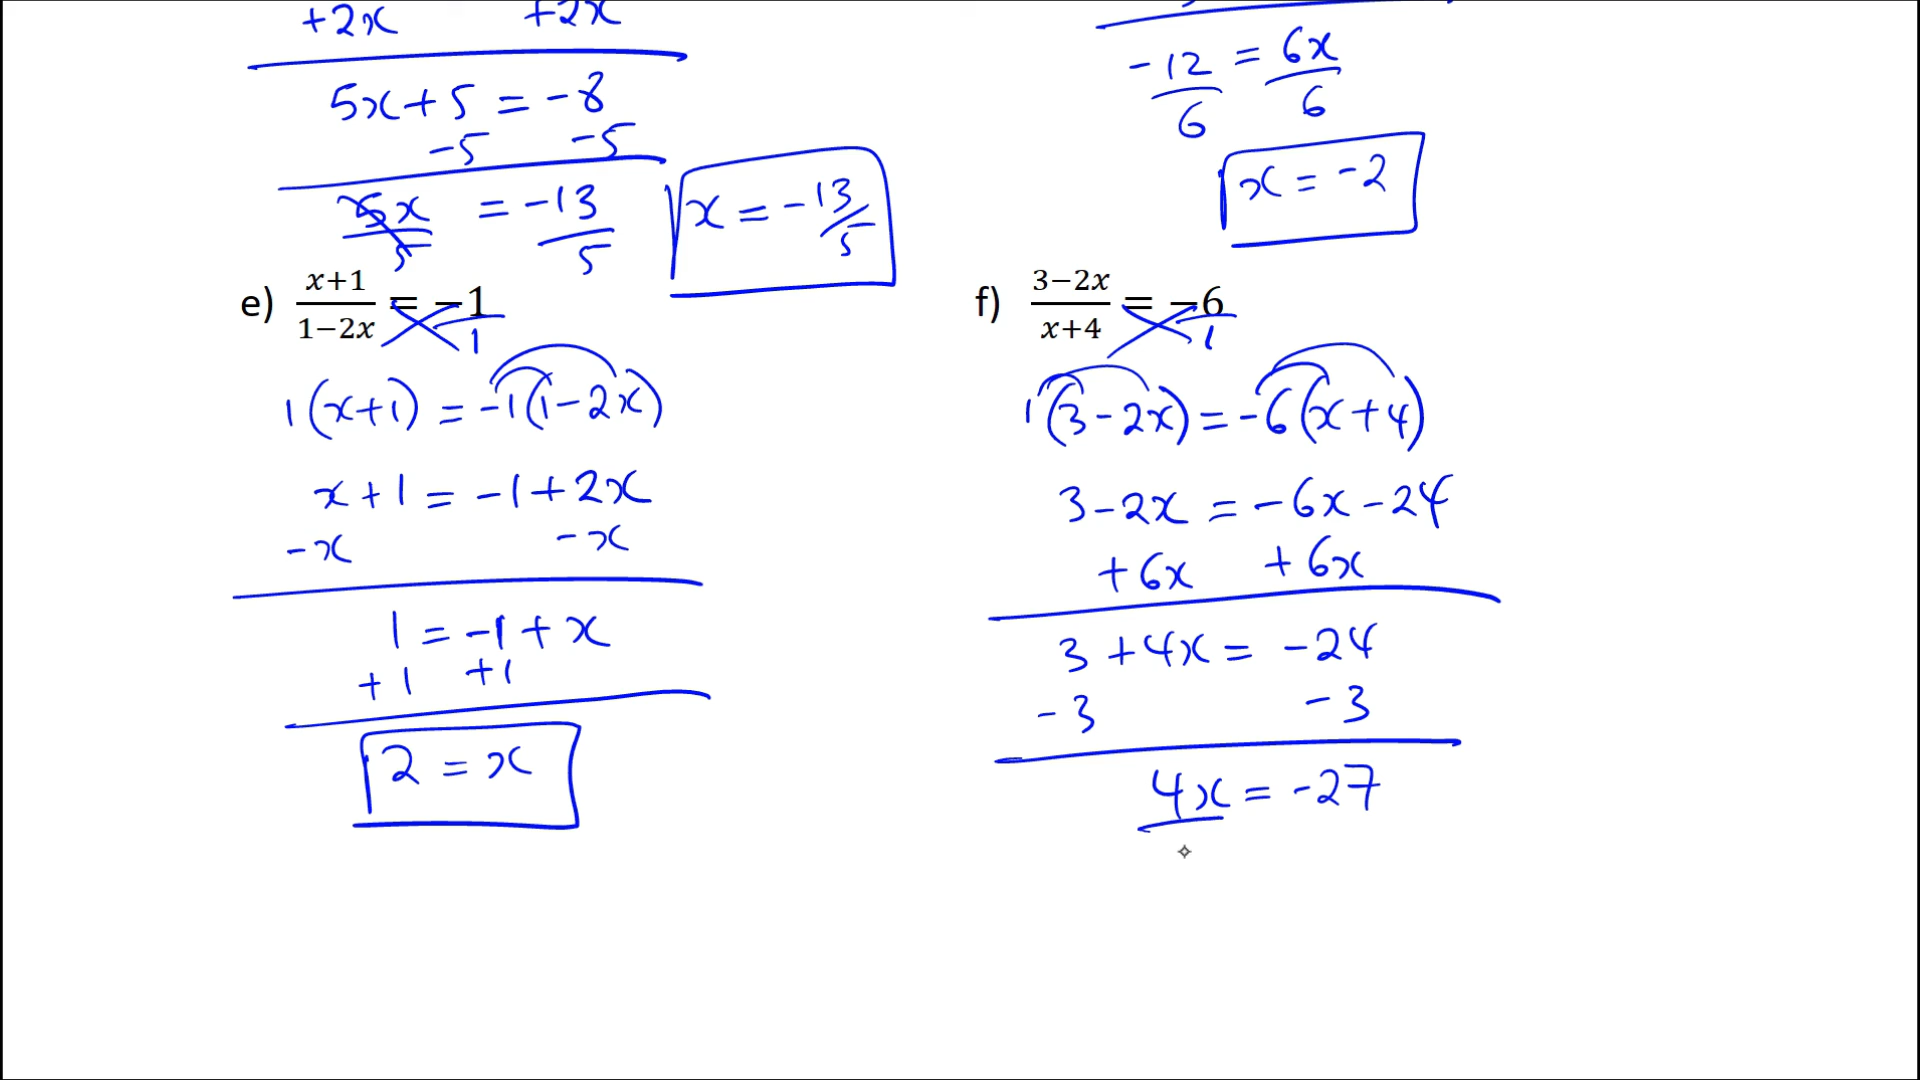 +2x +2x
5x+5 = -8
-5 -5
5x/5 = -13/5
x = -13/5
-12/6 = 6x/6
x = -2
e) (x+1)/(1−2x) = −1/1
1(x+1) = -1(1-2x)
x+1 = -1+2x
-x -x
1 = -1+x
+1 +1
2 = x
f) (3−2x)/(x+4) = −6/1
1(3-2x) = -6(x+4)
3-2x = -6x-24
+6x +6x
3+4x = -24
-3 -3
4x = -27